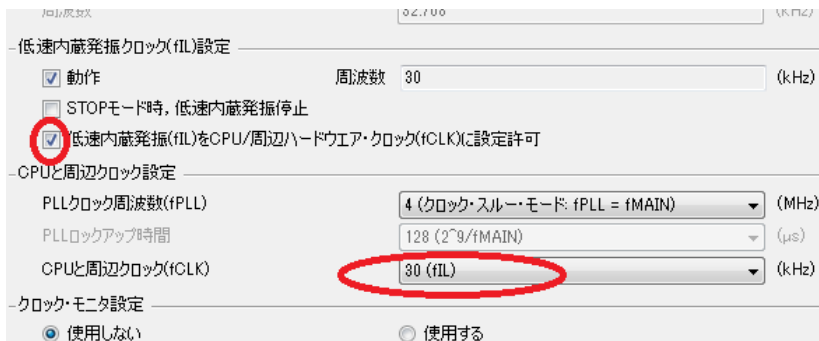 周波数 32.768 (kHz)
低速内蔵発振クロック(fIL)設定
動作 周波数 30 (kHz)
STOPモード時, 低速内蔵発振停止
低速内蔵発振(fIL)をCPU/周辺ハードウエア・クロック(fCLK)に設定許可
CPUと周辺クロック設定
PLLクロック周波数(fPLL) 4 (クロック・スルー・モード: fPLL = fMAIN) (MHz)
PLLロックアップ時間 128 (2^9/fMAIN) (μs)
CPUと周辺クロック(fCLK) 30 (fIL) (kHz)
クロック・モニタ設定
使用しない 使用する